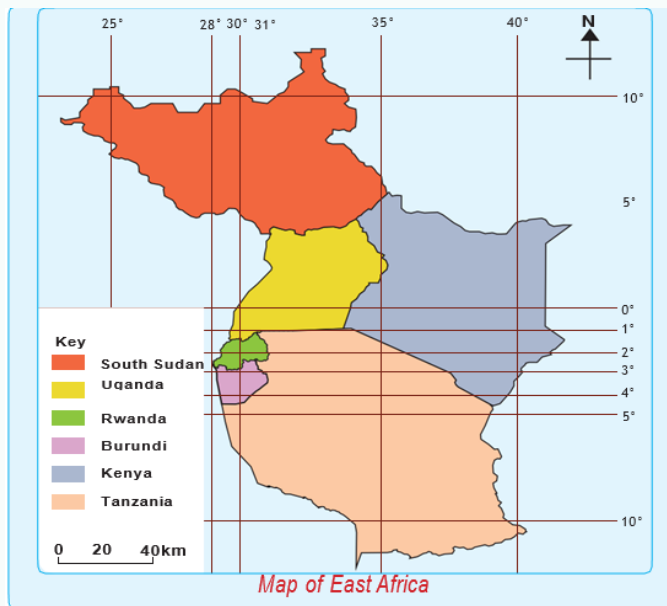 25° 28° 30° 31° 35° 40° N
10°
5°
0°
1°
2°
3°
4°
5°
10°
Key
South Sudan
Uganda
Rwanda
Burundi
Kenya
Tanzania
0 20 40km
Map of East Africa